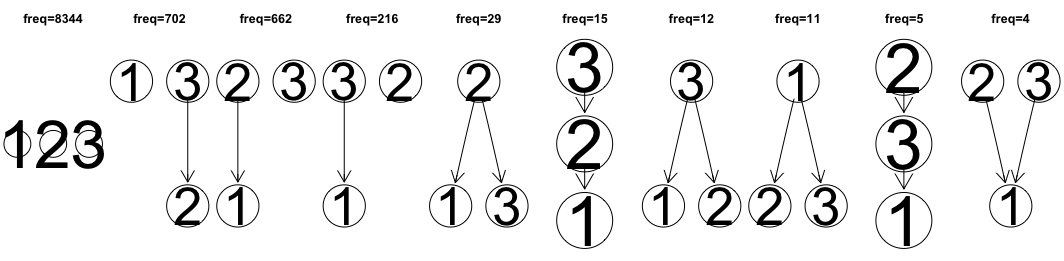 freq=8344 freq=702 freq=662 freq=216 freq=29 freq=15 freq=12 freq=11 freq=5 freq=4
1 3 2 3 3 2 2 3 3 1 2 2 3
123 2 3
2 1 1 1 3 1 1 2 2 3 1 1